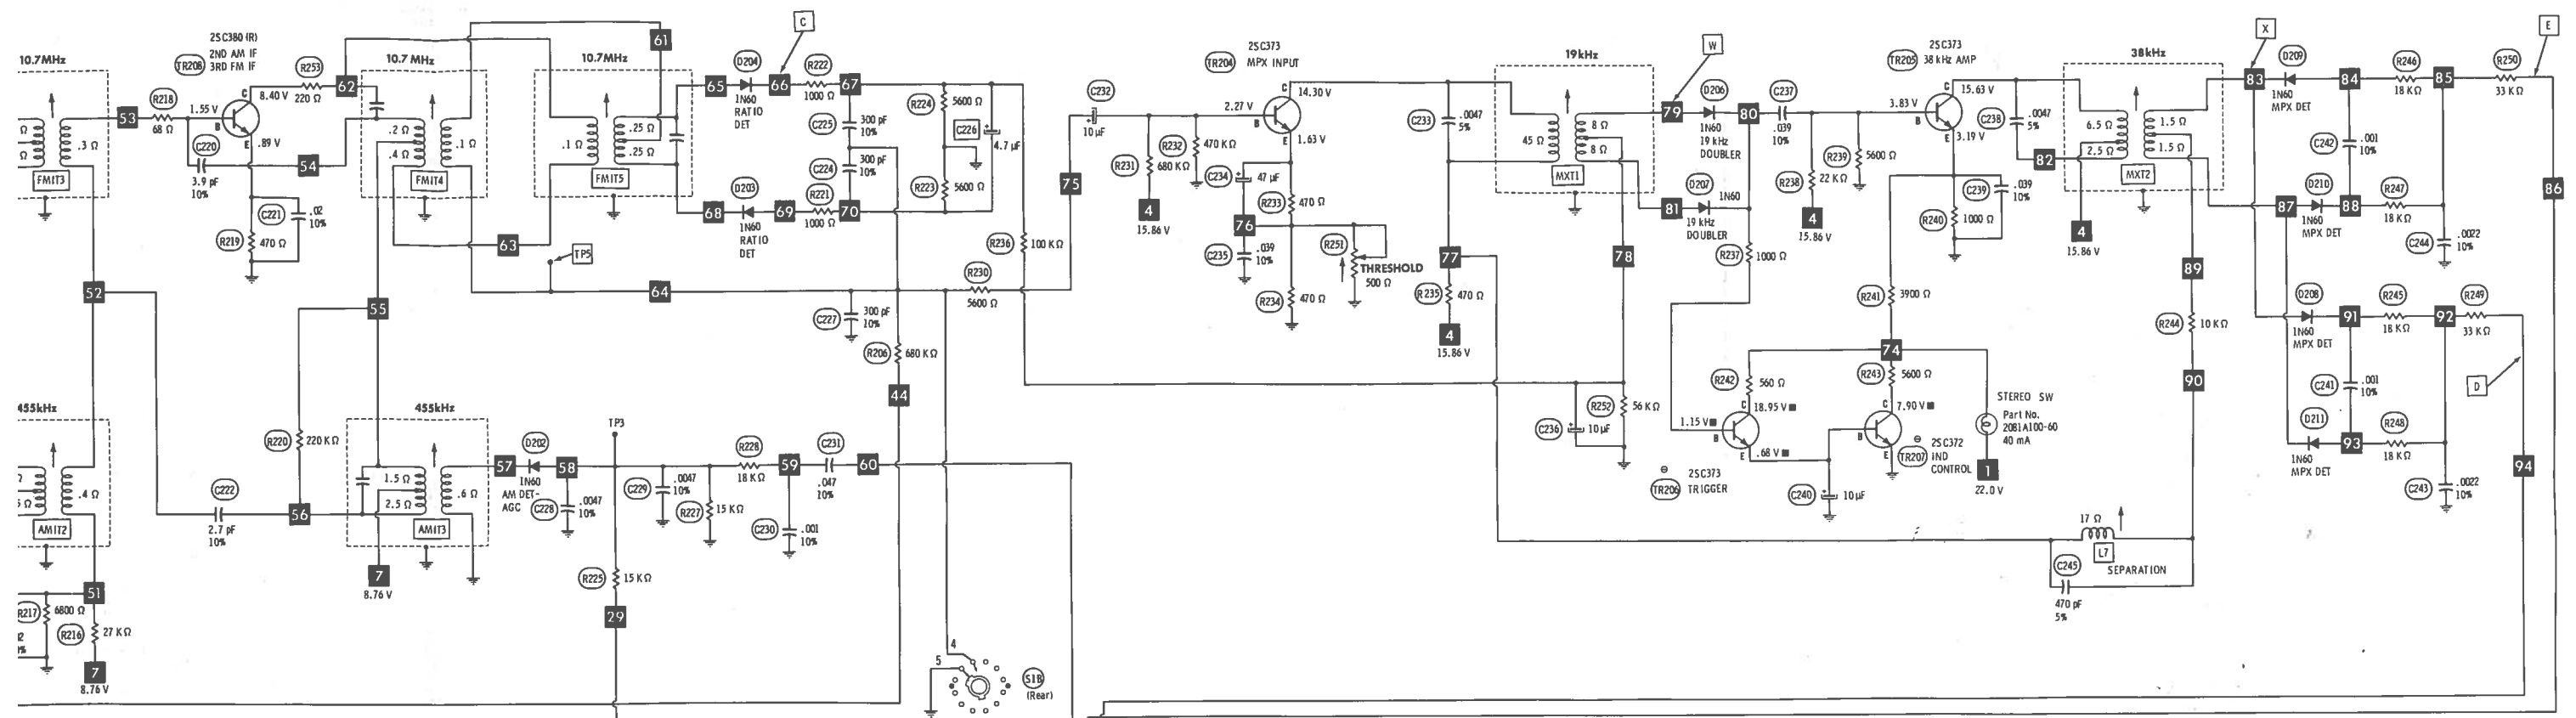 10.7MHz
.3 Ω
FMIT3
53
R218
68 Ω
2SC380 (R)
2ND AM IF
3RD FM IF
TR208
1.55 V
B
C
E
8.40 V
.89 V
C220
3.9 pF
10%
54
R253
220 Ω
62
C221
.02
10%
R219
470 Ω
10.7 MHz
.2 Ω
.4 Ω
.1 Ω
FMIT4
61
63
10.7MHz
.1 Ω
.25 Ω
.25 Ω
FMIT5
TP5
64
65
D204
1N60
RATIO
DET
C
66
R222
1000 Ω
67
C225
300 pF
10%
C224
300 pF
10%
68
D203
1N60
RATIO
DET
69
R221
1000 Ω
70
R224
5600 Ω
R223
5600 Ω
C226
4.7 µF
R236
100 KΩ
R230
5600 Ω
C227
300 pF
10%
R206
680 KΩ
44
52
55
455kHz
.4 Ω
AMIT2
C222
2.7 pF
10%
R220
220 KΩ
56
51
R217
6800 Ω
R216
27 KΩ
7
8.76 V
455kHz
1.5 Ω
2.5 Ω
.6 Ω
AMIT3
7
8.76 V
57
D202
1N60
AM DET-
AGC
58
C228
.0047
10%
TP3
C229
.0047
10%
R227
15 KΩ
R228
18 KΩ
59
C230
.001
10%
C231
.047
10%
60
R225
15 KΩ
29
4
5
S1B
(Rear)
75
C232
10 µF
R231
680 KΩ
4
15.86 V
R232
470 KΩ
2SC373
TR204
MPX INPUT
2.27 V
B
C
E
14.30 V
1.63 V
C234
47 µF
R233
470 Ω
76
C235
.039
10%
R251
THRESHOLD
500 Ω
R234
470 Ω
C233
.0047
5%
77
R235
470 Ω
4
15.86 V
19kHz
45 Ω
8 Ω
8 Ω
MXT1
W
79
D206
1N60
19 kHz
DOUBLER
80
81
D207
1N60
19 kHz
DOUBLER
78
R237
1000 Ω
C237
.039
10%
R238
22 KΩ
4
15.86 V
R239
5600 Ω
2SC373
TR205
38 kHz AMP
3.83 V
B
C
E
15.63 V
3.19 V
C238
.0047
5%
82
C239
.039
10%
R240
1000 Ω
R241
3900 Ω
74
R242
560 Ω
R243
5600 Ω
1.15 V■
B
C
E
18.95 V■
.68 V■
⊖
2SC373
TR206
TRIGGER
C240
10 µF
B
C
E
7.90 V■
⊖
2SC372
TR207
IND
CONTROL
STEREO SW
Part No.
2081A100-60
40 mA
1
22.0 V
C236
10 µF
R252
56 KΩ
38kHz
6.5 Ω
2.5 Ω
1.5 Ω
1.5 Ω
MXT2
4
15.86 V
89
R244
10 KΩ
90
17 Ω
L7
SEPARATION
C245
470 pF
5%
X
83
D209
1N60
MPX DET
84
R246
18 KΩ
85
R250
33 KΩ
E
86
C242
.001
10%
87
D210
1N60
MPX DET
88
R247
18 KΩ
C244
.0022
10%
D208
1N60
MPX DET
91
R245
18 KΩ
92
R249
33 KΩ
D
C241
.001
10%
D211
1N60
MPX DET
93
R248
18 KΩ
C243
.0022
10%
94